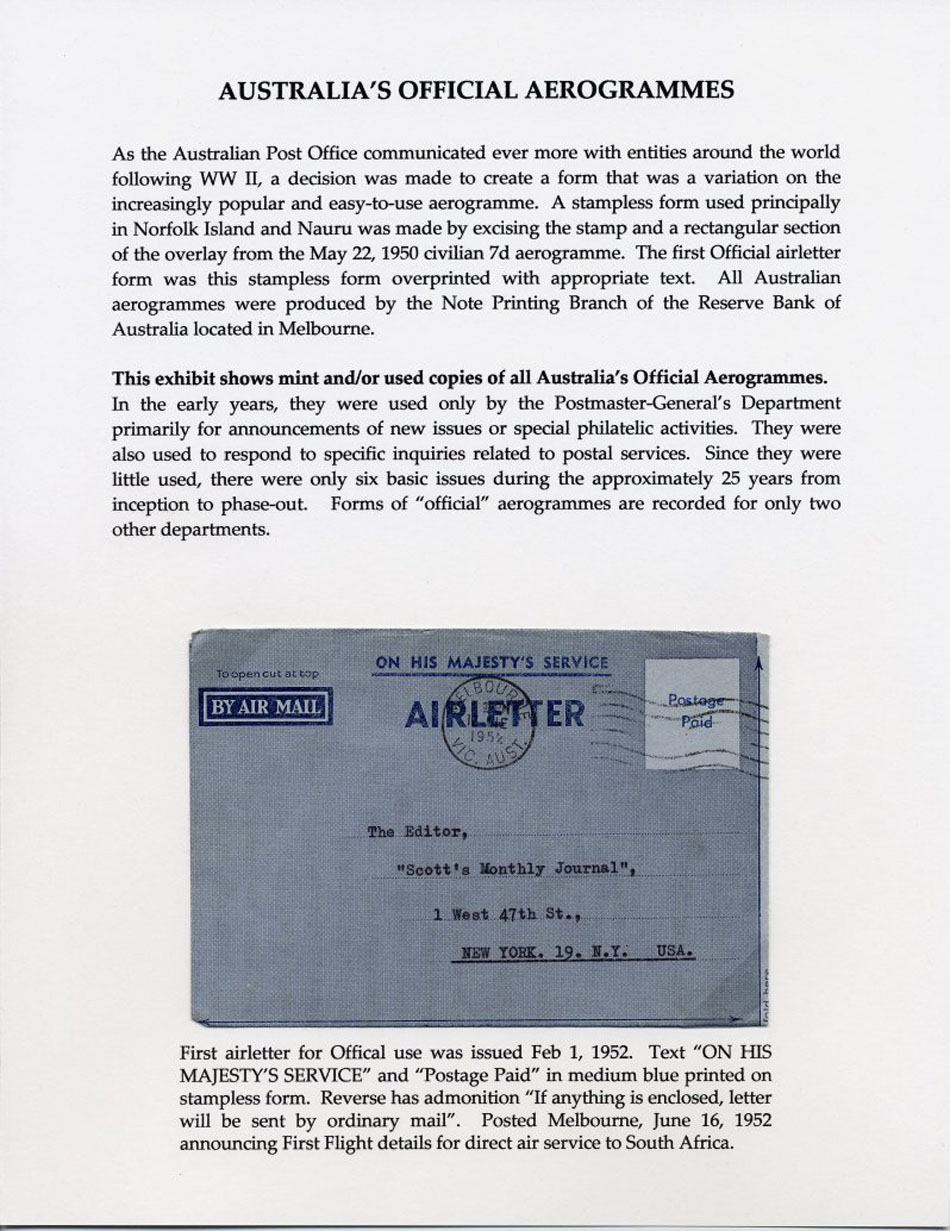 AUSTRALIA'S OFFICIAL AEROGRAMMES
As the Australian Post Office communicated ever more with entities around the world
following WW II, a decision was made to create a form that was a variation on the
increasingly popular and easy-to-use aerogramme. A stampless form used principally
in Norfolk Island and Nauru was made by excising the stamp and a rectangular section
of the overlay from the May 22, 1950 civilian 7d aerogramme. The first Official airletter
form was this stampless form overprinted with appropriate text. All Australian
aerogrammes were produced by the Note Printing Branch of the Reserve Bank of
Australia located in Melbourne.
This exhibit shows mint and/or used copies of all Australia's Official Aerogrammes.
In the early years, they were used only by the Postmaster-General's Department
primarily for announcements of new issues or special philatelic activities. They were
also used to respond to specific inquiries related to postal services. Since they were
little used, there were only six basic issues during the approximately 25 years from
inception to phase-out. Forms of "official" aerogrammes are recorded for only two
other departments.
ON HIS MAJESTY'S SERVICE
To open cut at top
BY AIR MAIL
AIRLETTER
MELBOURNE
VIC. AUST.
Postage
Paid
The Editor,
"Scott's Monthly Journal",
1 West 47th St.,
NEW YORK. 19. N.Y. USA.
fold here
First airletter for Offical use was issued Feb 1, 1952. Text "ON HIS
MAJESTY'S SERVICE" and "Postage Paid" in medium blue printed on
stampless form. Reverse has admonition "If anything is enclosed, letter
will be sent by ordinary mail". Posted Melbourne, June 16, 1952
announcing First Flight details for direct air service to South Africa.